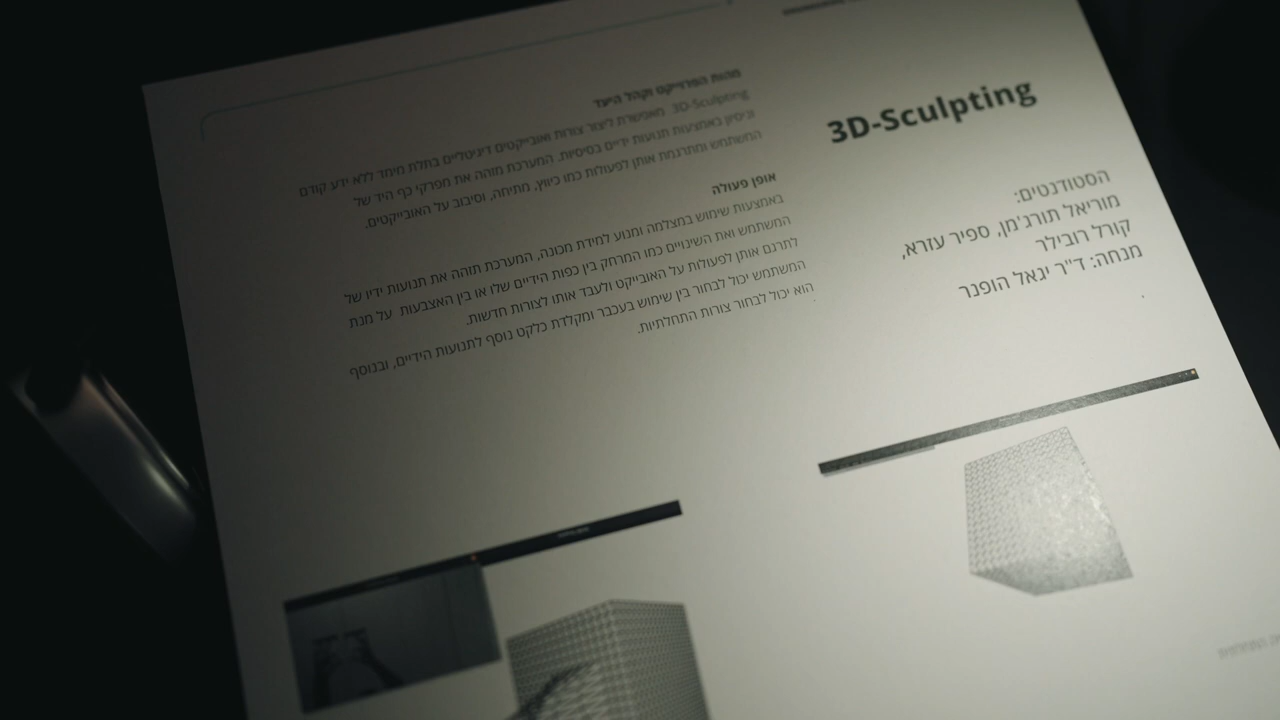 3D-Sculpting
הסטודנטים:
מוריאל תורג'מן, ספיר עזרא,
קורל רובילר
מנחה: ד"ר יגאל הופנר
מהות הפרוייקט וקהל היעד
3D-Sculpting מאפשרת ליצור צורות ואובייקטים דיגיטליים בתלת מימד ללא ידע קודם
וניסיון באמצעות תנועות ידיים בסיסיות. המערכת מזהה את מפרקי כף היד של
המשתמש ומתרגמת אותן לפעולות כמו כיווץ, מתיחה, וסיבוב על האובייקטים.
אופן פעולה
באמצעות שימוש במצלמה ומנוע למידת מכונה, המערכת מזהה את תנועות ידיו של
המשתמש ואת השינויים כמו המרחק בין כפות הידיים שלו או בין האצבעות על מנת
לתרגם אותן לפעולות על האובייקט ולעבד אותו לצורות חדשות.
המשתמש יכול לבחור בין שימוש בעכבר ומקלדת כלקט נוסף לתנועות הידיים, ובנוסף
הוא יכול לבחור צורות התחלתיות.